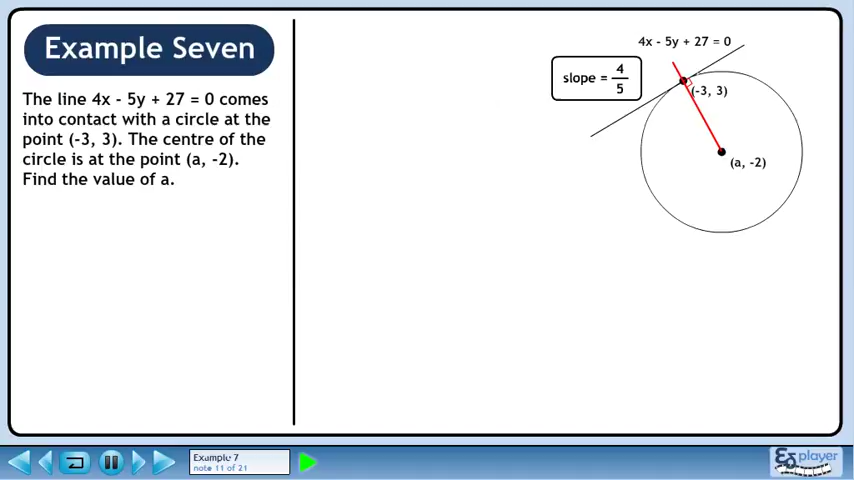 Example Seven
The line 4x - 5y + 27 = 0 comes
into contact with a circle at the
point (-3, 3). The centre of the
circle is at the point (a, -2).
Find the value of a.
4x - 5y + 27 = 0
slope = 4/5
(-3, 3)
(a, -2)
Example 7
note 11 of 21
player